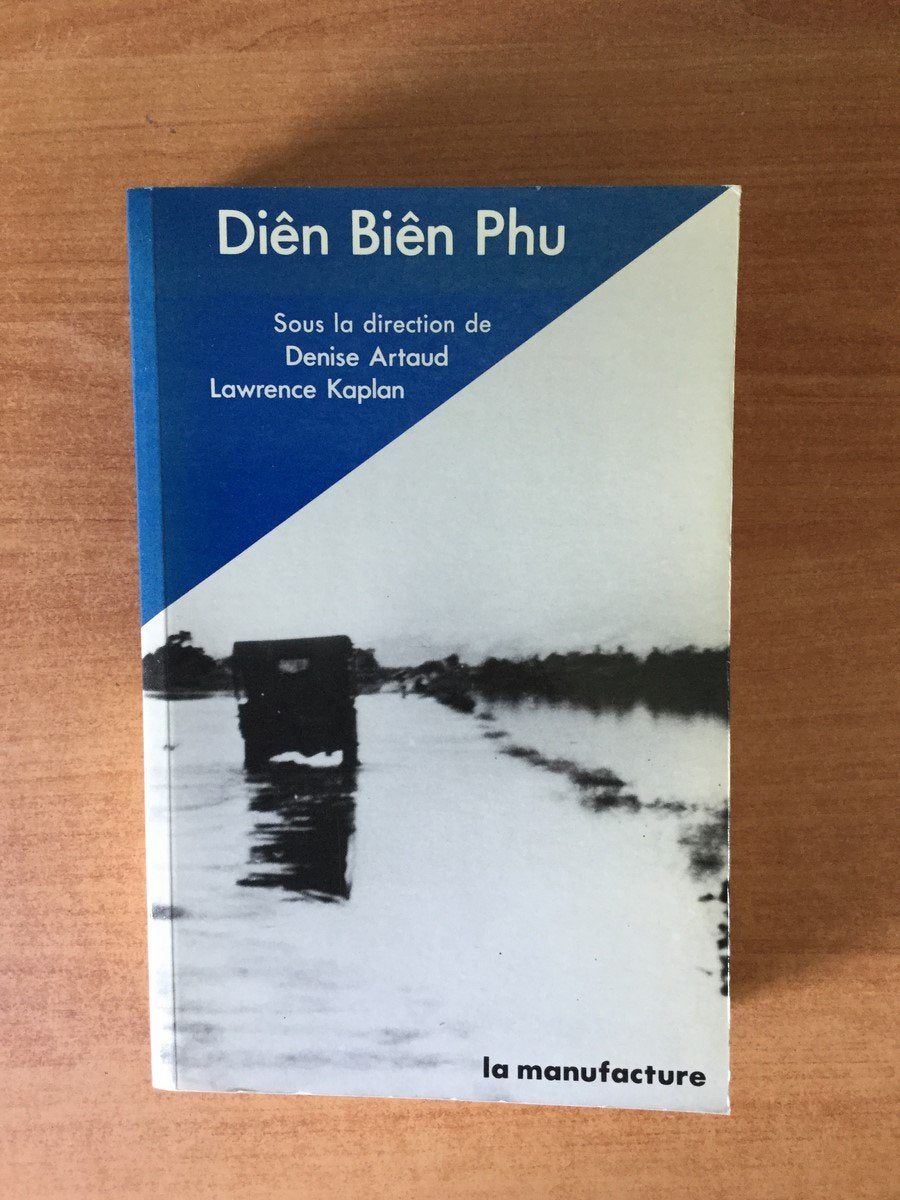 Diên Biên Phu
Sous la direction de
Denise Artaud
Lawrence Kaplan
la manufacture